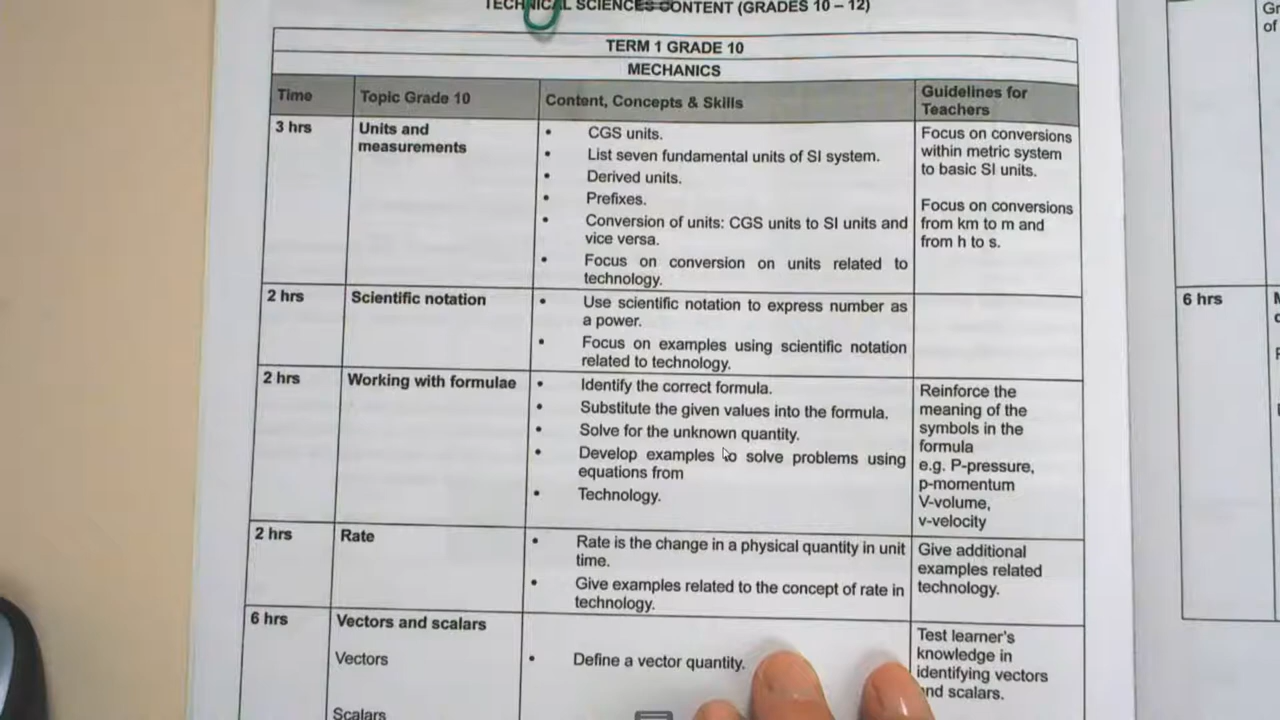 TECHNICAL SCIENCES CONTENT (GRADES 10 – 12)
TERM 1 GRADE 10
MECHANICS
Time
Topic Grade 10
Content, Concepts & Skills
Guidelines for
Teachers
3 hrs
Units and
measurements
• CGS units.
• List seven fundamental units of SI system.
• Derived units.
• Prefixes.
• Conversion of units: CGS units to SI units and
vice versa.
• Focus on conversion on units related to
technology.
Focus on conversions
within metric system
to basic SI units.
Focus on conversions
from km to m and
from h to s.
2 hrs
Scientific notation
• Use scientific notation to express number as
a power.
• Focus on examples using scientific notation
related to technology.
2 hrs
Working with formulae
• Identify the correct formula.
• Substitute the given values into the formula.
• Solve for the unknown quantity.
• Develop examples to solve problems using
equations from
• Technology.
Reinforce the
meaning of the
symbols in the
formula
e.g. P-pressure,
p-momentum
V-volume,
v-velocity
2 hrs
Rate
• Rate is the change in a physical quantity in unit
time.
• Give examples related to the concept of rate in
technology.
Give additional
examples related
technology.
6 hrs
Vectors and scalars
Vectors
Scalars
• Define a vector quantity.
Test learner's
knowledge in
identifying vectors
and scalars.
of
6 hrs